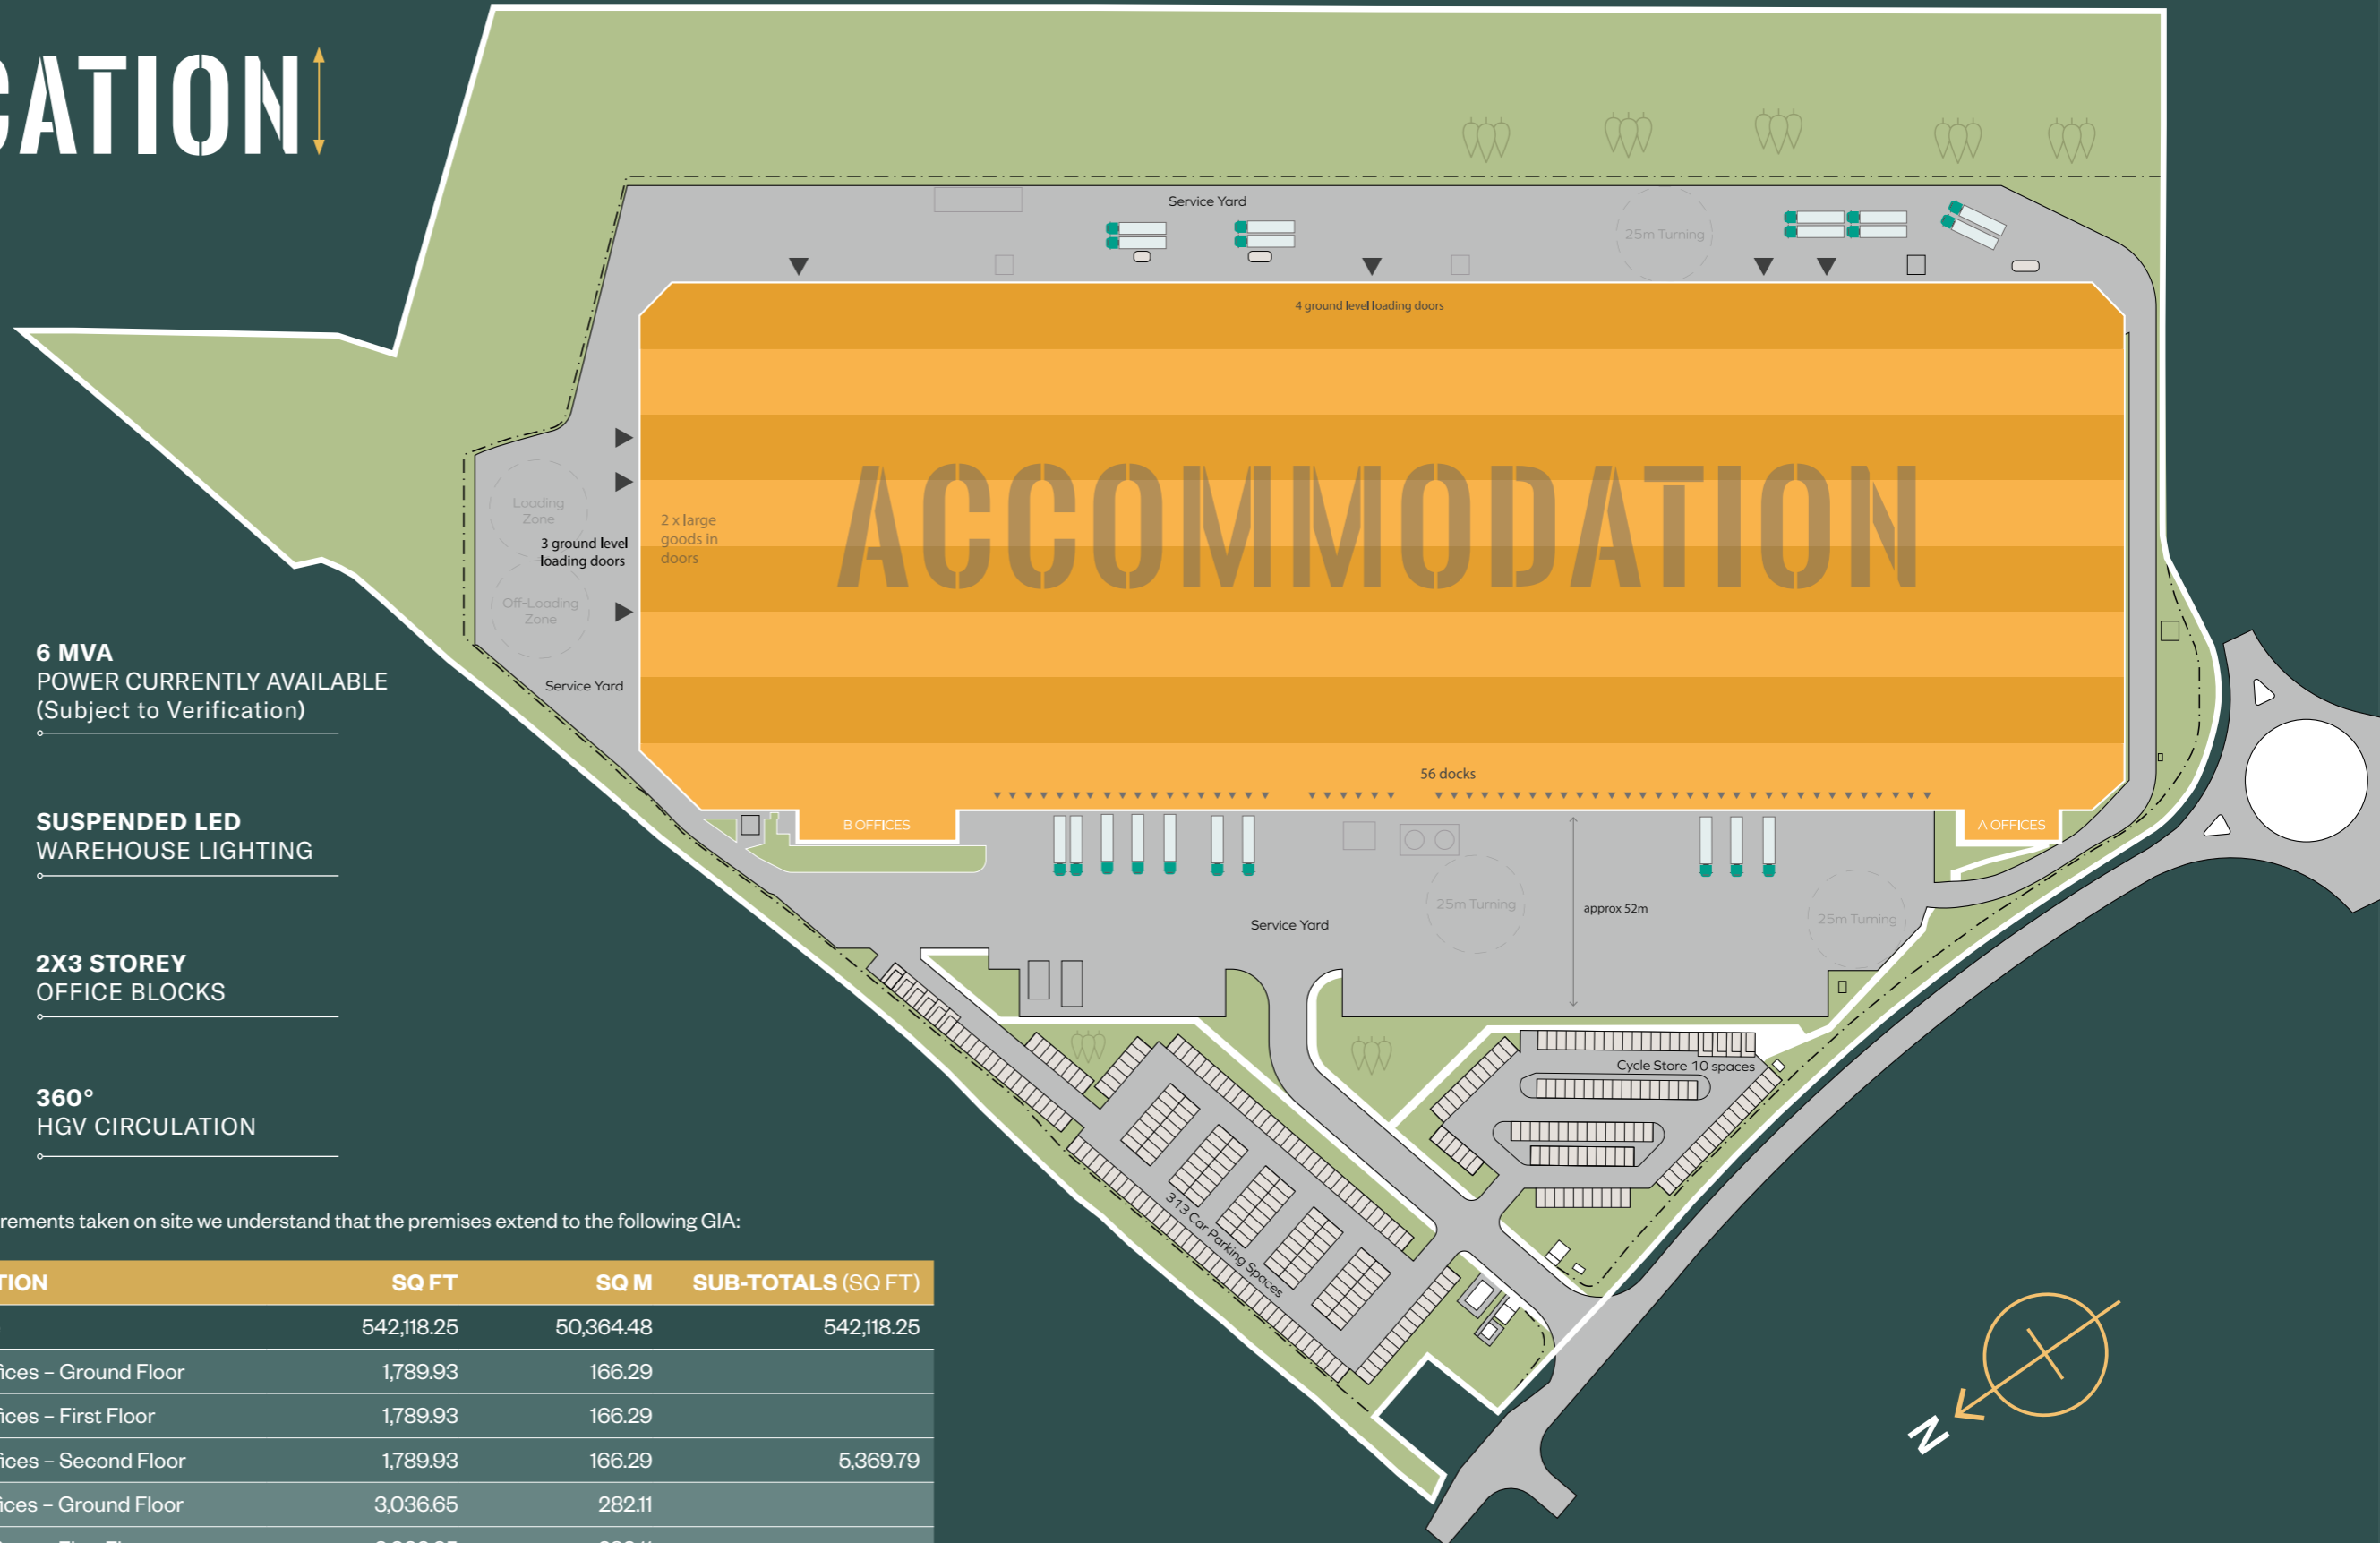 CATION
Service Yard
25m Turning
4 ground level loading doors
ACCOMMODATION
Loading
Zone
3 ground level
loading doors
2 x large
goods in
doors
Off-Loading
Zone
Service Yard
56 docks
B OFFICES
A OFFICES
25m Turning
approx 52m
25m Turning
Service Yard
Cycle Store 10 spaces
313 Car Parking Spaces
N
6 MVA
POWER CURRENTLY AVAILABLE
(Subject to Verification)
SUSPENDED LED
WAREHOUSE LIGHTING
2X3 STOREY
OFFICE BLOCKS
360°
HGV CIRCULATION
rements taken on site we understand that the premises extend to the following GIA:
TION SQ FT SQ M SUB-TOTALS (SQ FT)
542,118.25 50,364.48 542,118.25
fices – Ground Floor 1,789.93 166.29
fices – First Floor 1,789.93 166.29
fices – Second Floor 1,789.93 166.29 5,369.79
fices – Ground Floor 3,036.65 282.11